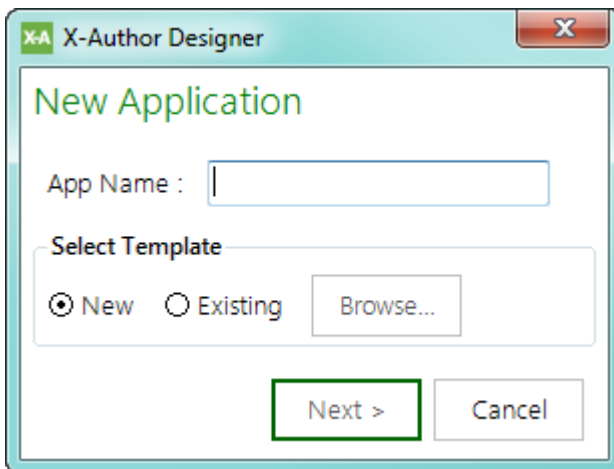 X-A X-Author Designer x
New Application
App Name :
Select Template
New Existing Browse...
Next > Cancel